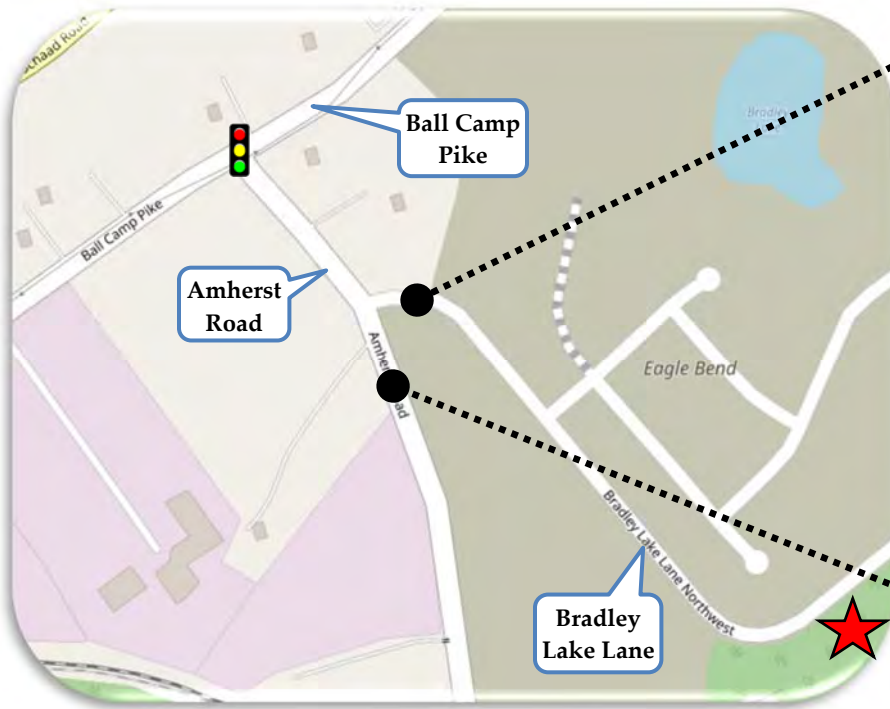 Ball Camp
Pike
Ball Camp Pike
Amherst
Road
Eagle Bend
Bradley Lake Lane Northwest
Bradley
Lake Lane